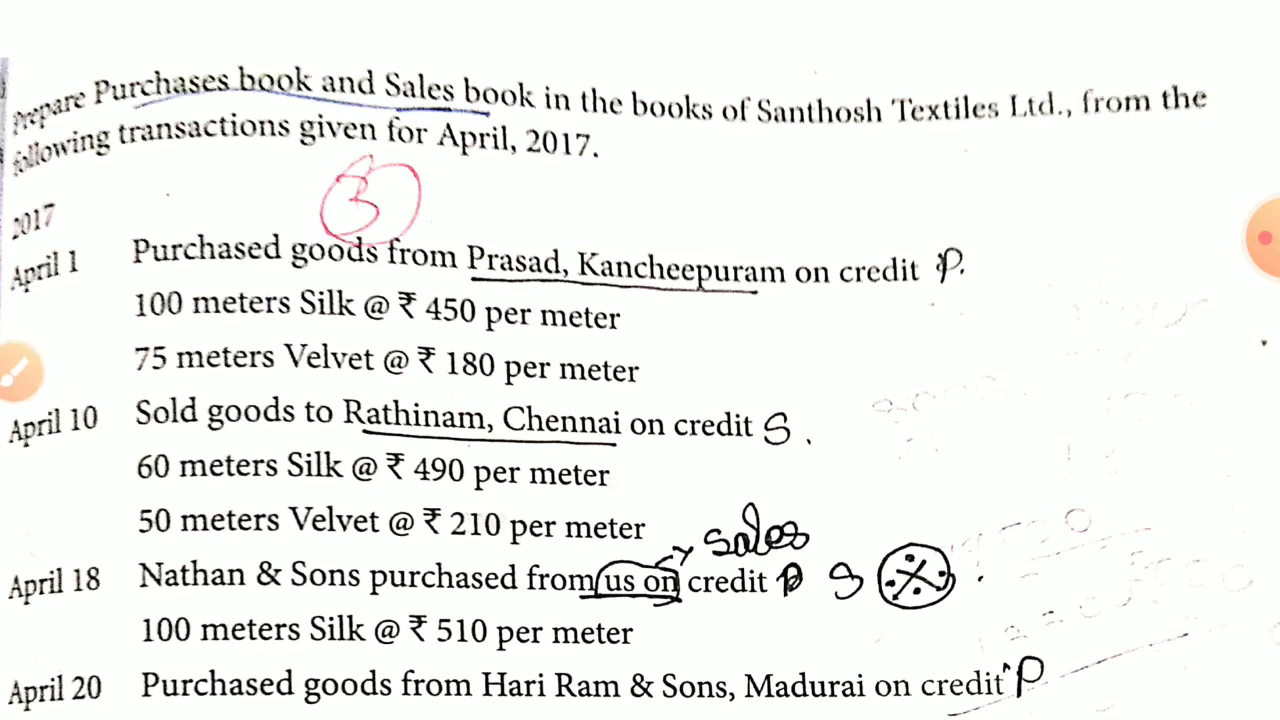 Prepare Purchases book and Sales book in the books of Santhosh Textiles Ltd., from the
following transactions given for April, 2017.
3
2017
April 1 Purchased goods from Prasad, Kancheepuram on credit P.
100 meters Silk @ ₹ 450 per meter
75 meters Velvet @ ₹ 180 per meter
April 10 Sold goods to Rathinam, Chennai on credit S.
60 meters Silk @ ₹ 490 per meter
50 meters Velvet @ ₹ 210 per meter
Sales
April 18 Nathan & Sons purchased from us on credit S
100 meters Silk @ ₹ 510 per meter
April 20 Purchased goods from Hari Ram & Sons, Madurai on credit P